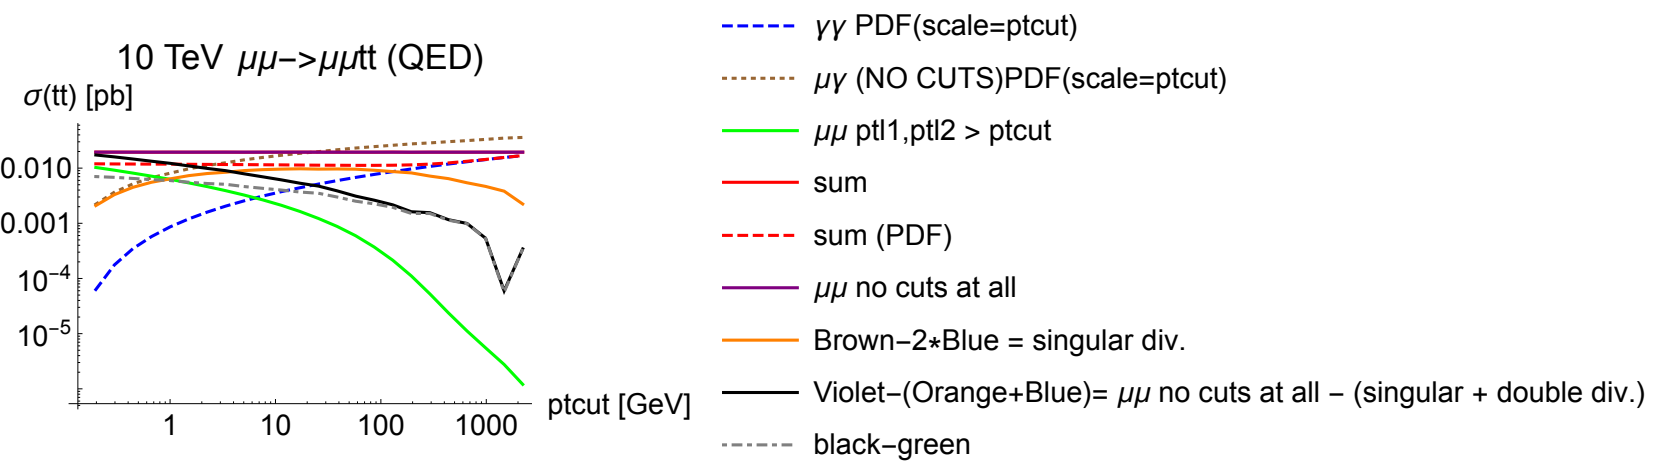 10 TeV μμ−>μμtt (QED)
σ(tt) [pb]
0.010
0.001
10−4
10−5
1 10 100 1000
ptcut [GeV]
γγ PDF(scale=ptcut)
μγ (NO CUTS)PDF(scale=ptcut)
μμ ptl1,ptl2 > ptcut
sum
sum (PDF)
μμ no cuts at all
Brown−2*Blue = singular div.
Violet−(Orange+Blue)= μμ no cuts at all − (singular + double div.)
black−green